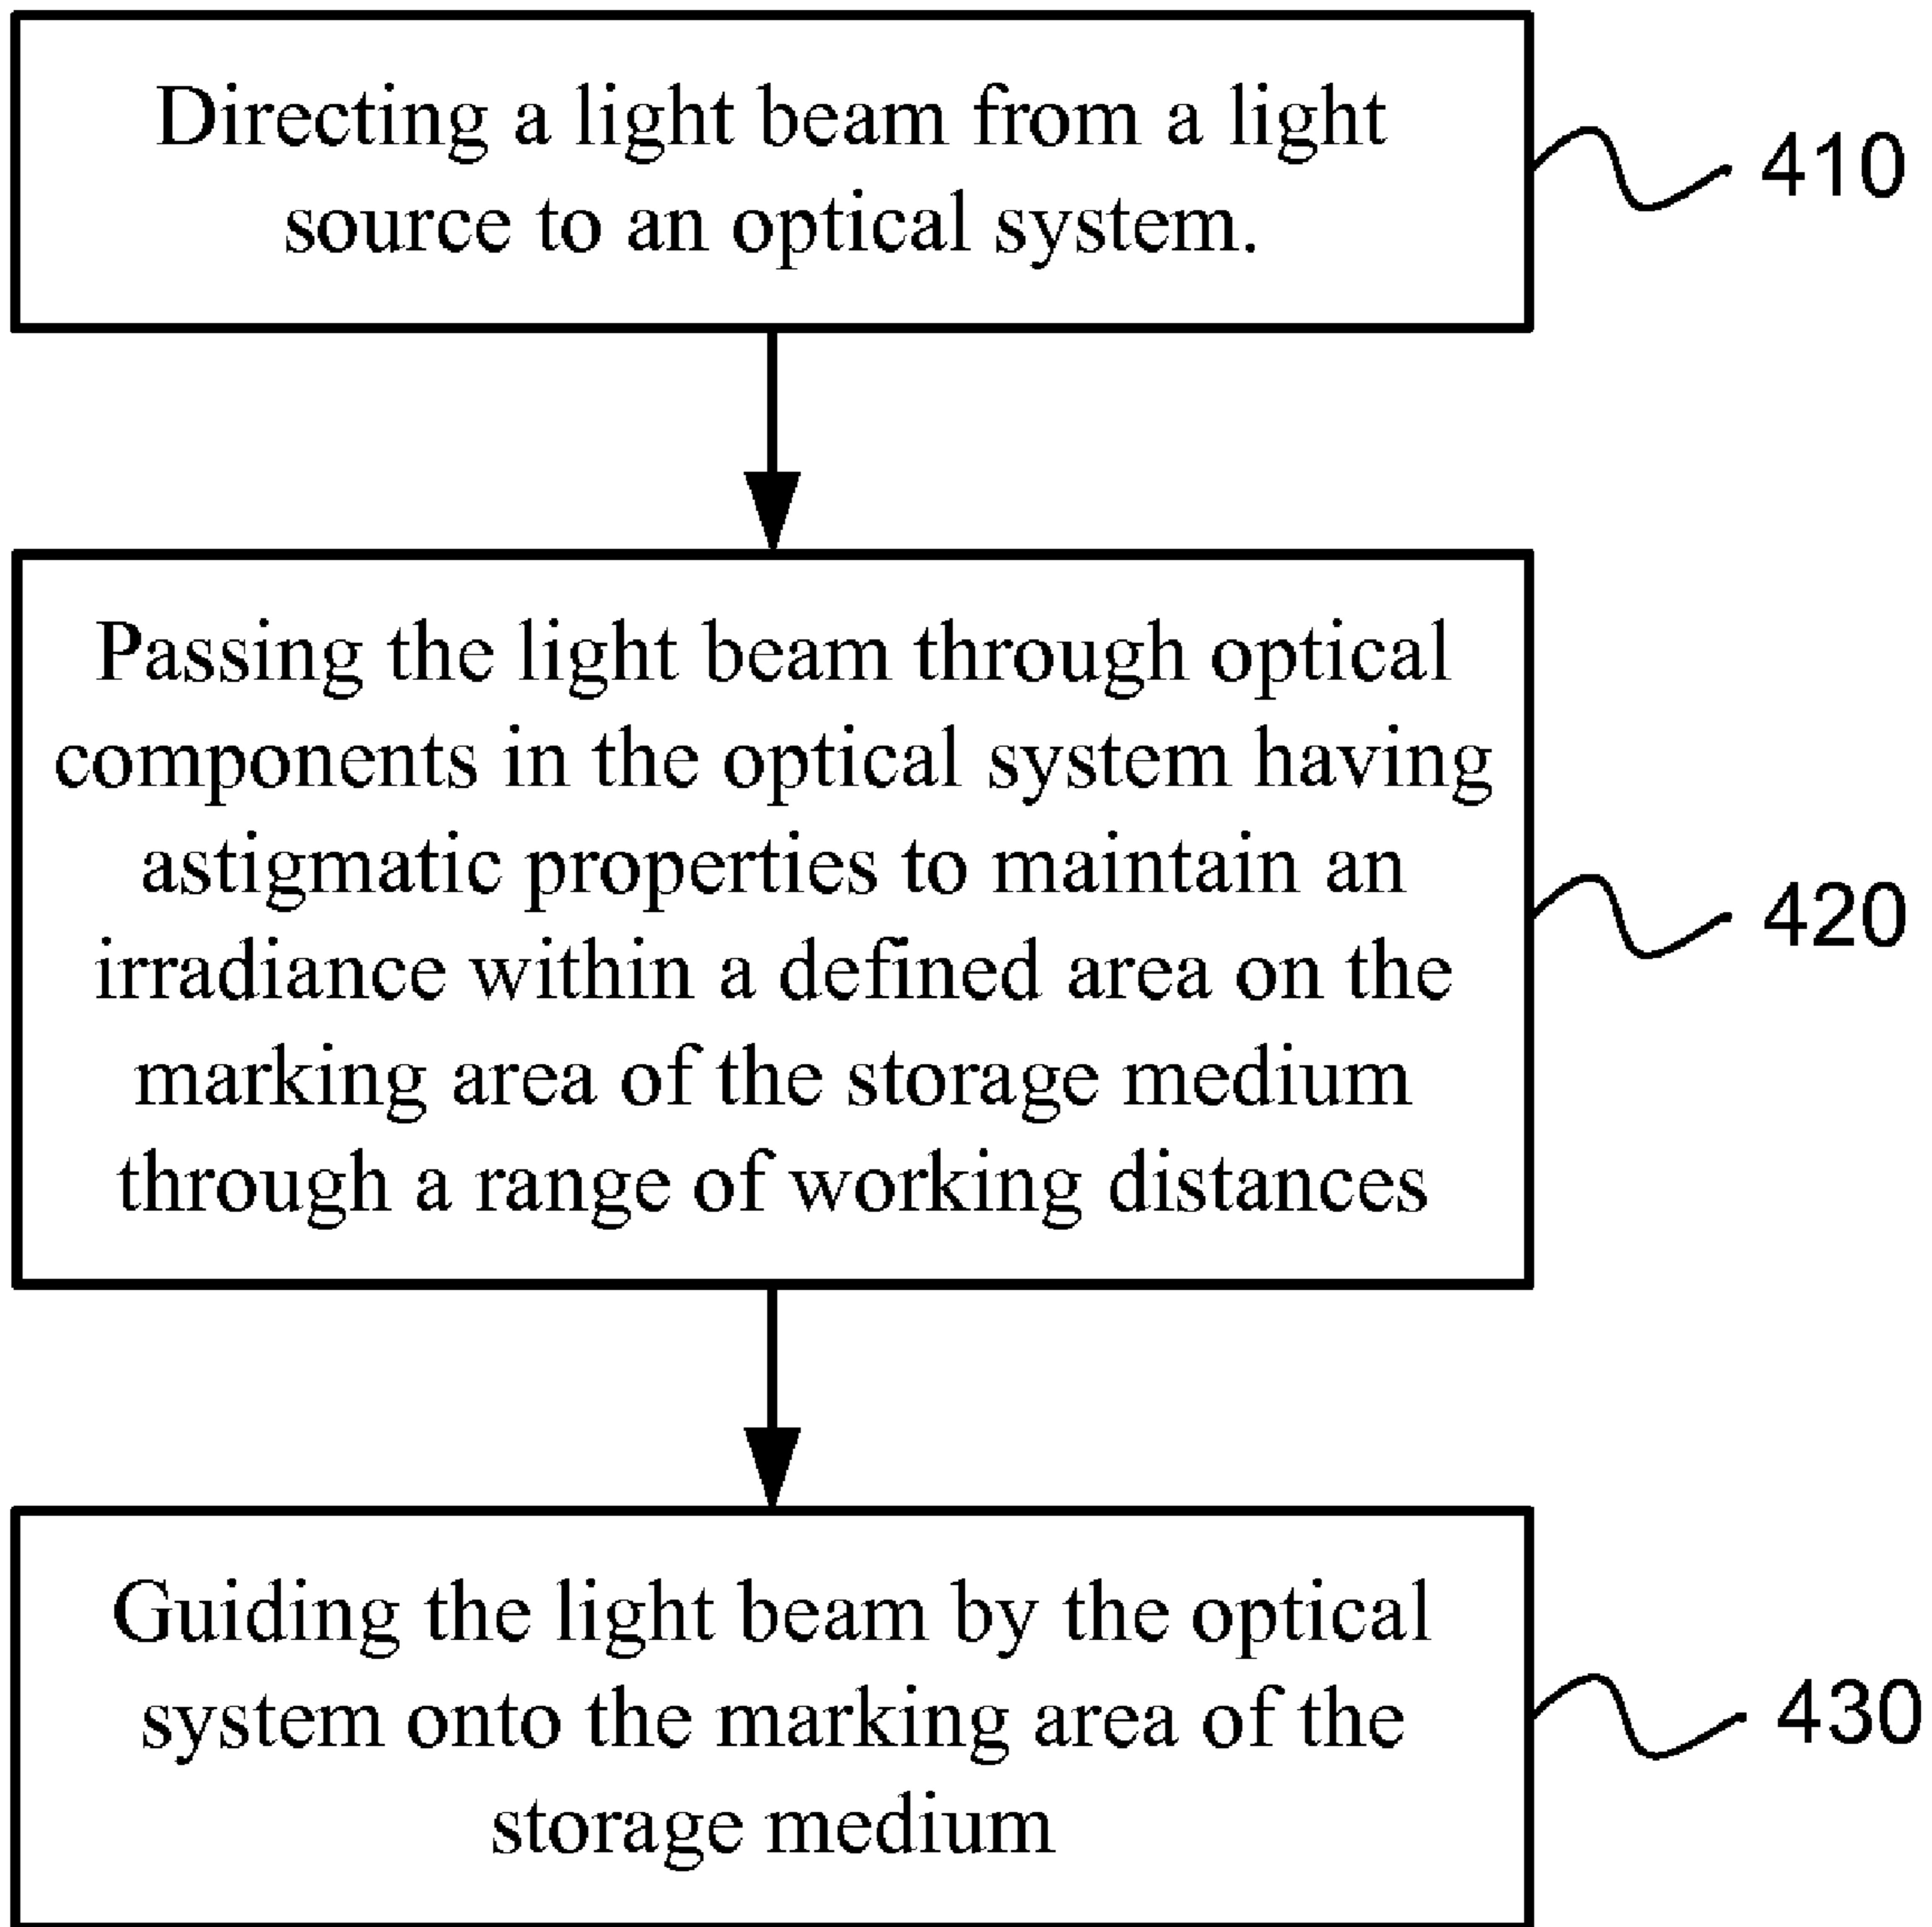 Directing a light beam from a light
source to an optical system.
410
Passing the light beam through optical
components in the optical system having
astigmatic properties to maintain an
irradiance within a defined area on the
marking area of the storage medium
through a range of working distances
420
Guiding the light beam by the optical
system onto the marking area of the
storage medium
430